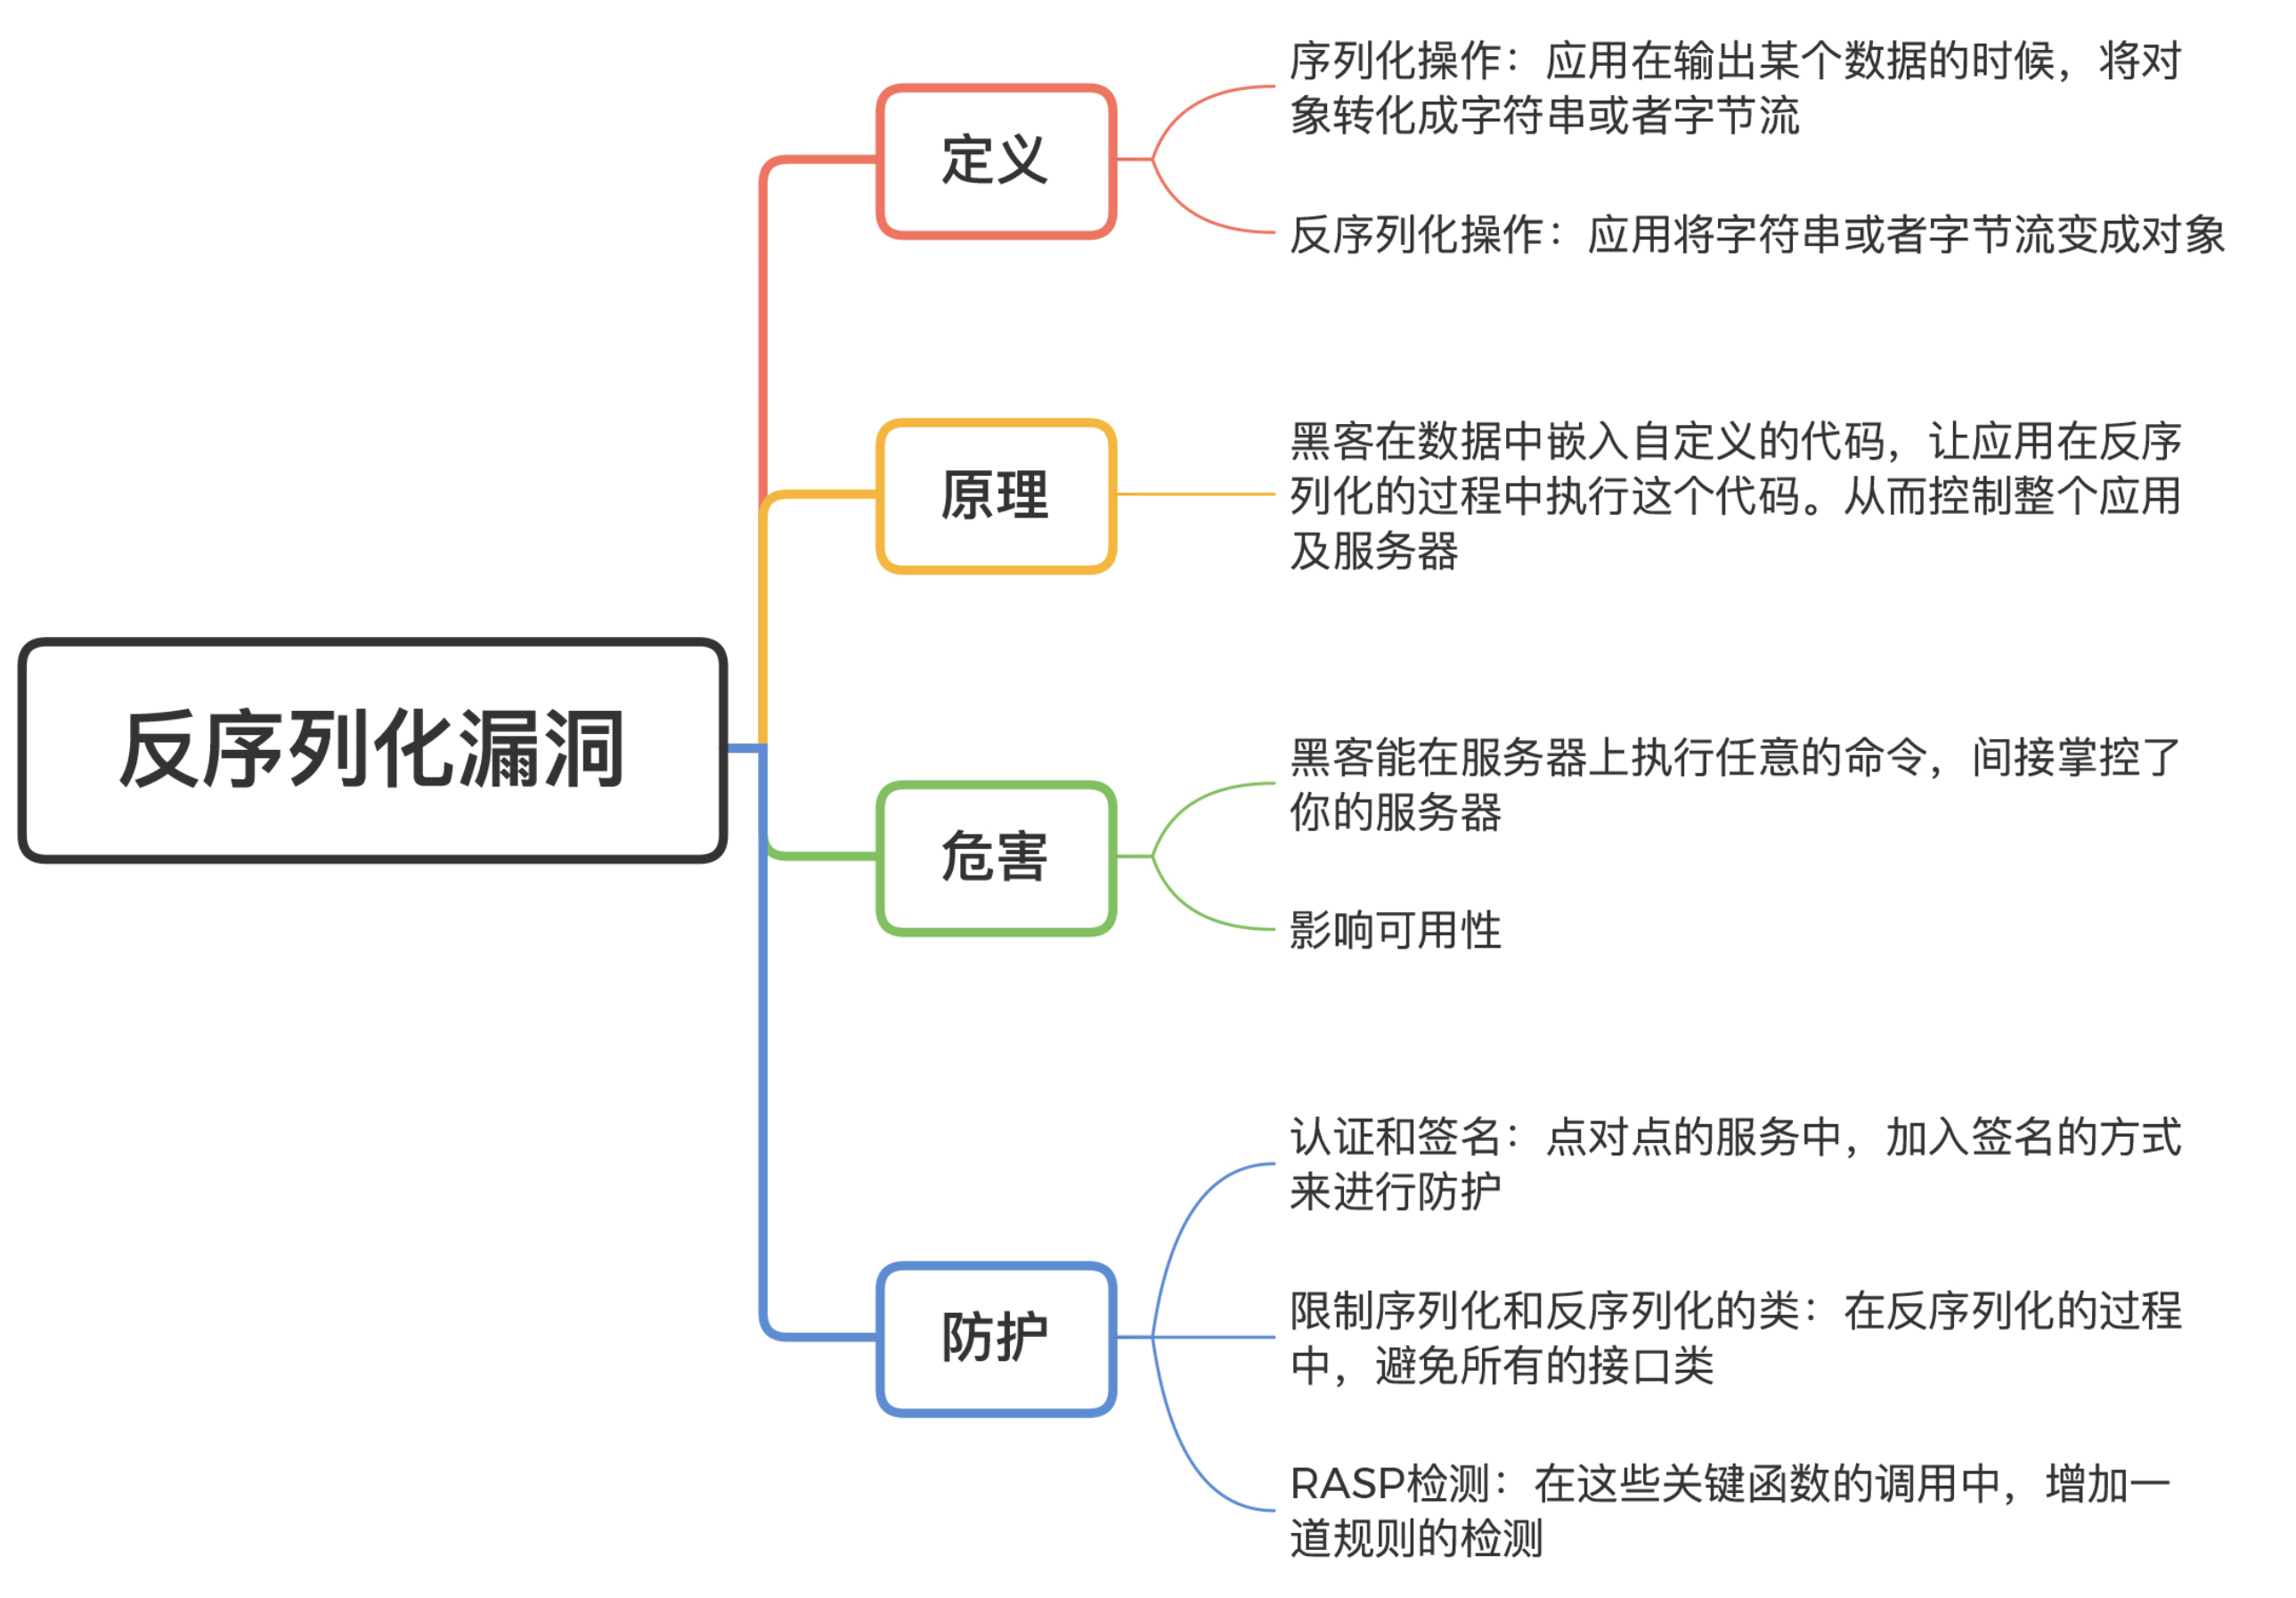 反序列化漏洞
定义
序列化操作：应用在输出某个数据的时候，将对
象转化成字符串或者字节流
反序列化操作：应用将字符串或者字节流变成对象
原理
黑客在数据中嵌入自定义的代码，让应用在反序
列化的过程中执行这个代码。从而控制整个应用
及服务器
危害
黑客能在服务器上执行任意的命令，间接掌控了
你的服务器
影响可用性
防护
认证和签名：点对点的服务中，加入签名的方式
来进行防护
限制序列化和反序列化的类：在反序列化的过程
中，避免所有的接口类
RASP检测：在这些关键函数的调用中，增加一
道规则的检测